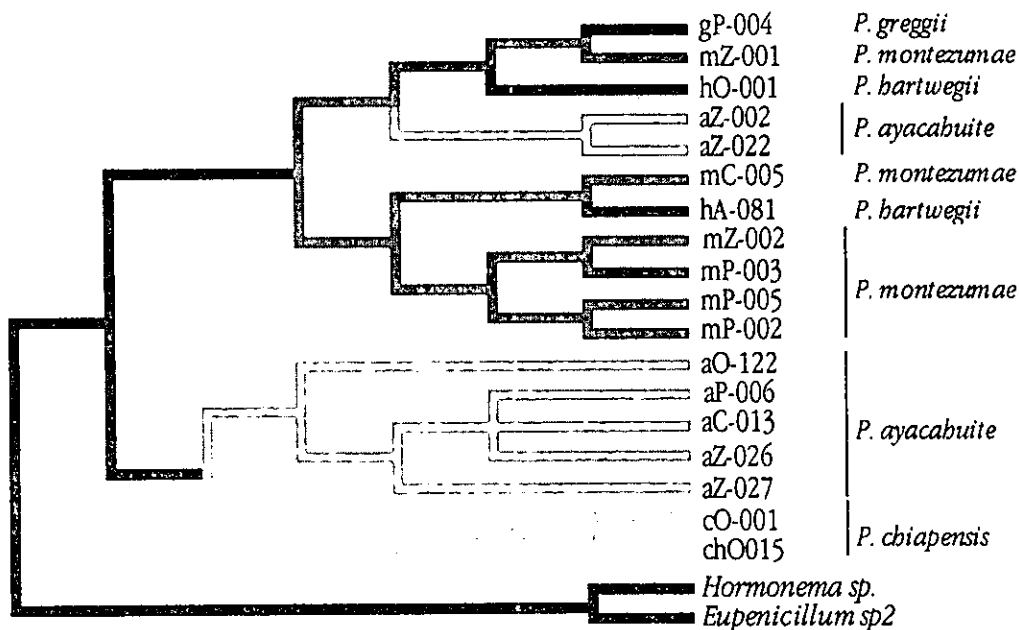 gP-004 P. greggii
mZ-001 P. montezumae
hO-001 P. hartwegii
aZ-002
P. ayacahuite
aZ-022
mC-005 P. montezumae
hA-081 P. hartwegii
mZ-002
mP-003
P. montezumae
mP-005
mP-002
aO-122
aP-006
aC-013
P. ayacahuite
aZ-026
aZ-027
cO-001
P. chiapensis
chO015
Hormonema sp.
Eupenicillum sp2